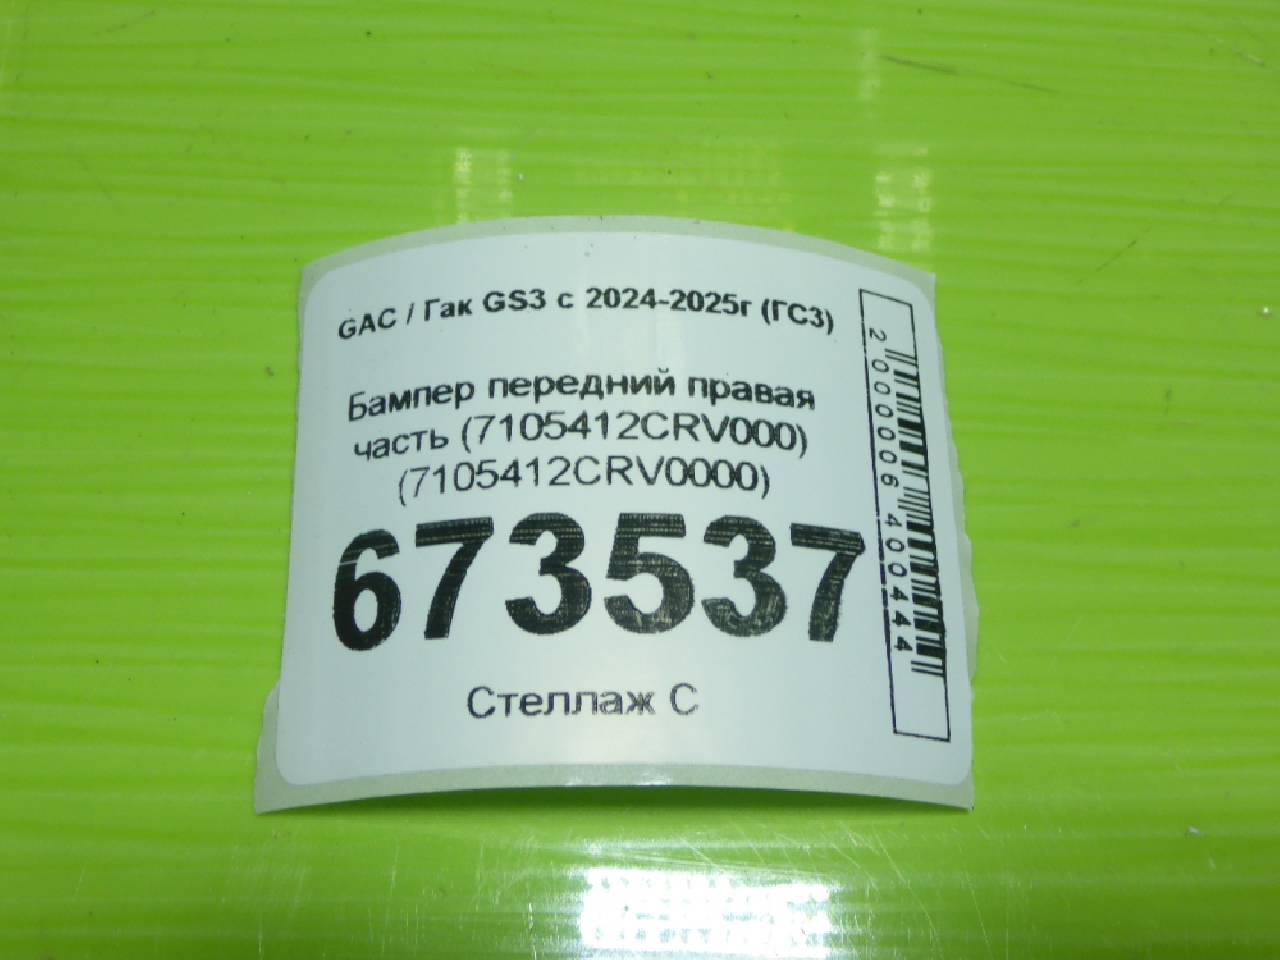 GAC / Гак GS3 с 2024-2025г (ГС3)
Бампер передний правая
часть (7105412CRV000)
(7105412CRV0000)
673537
Стеллаж С
2000006400444